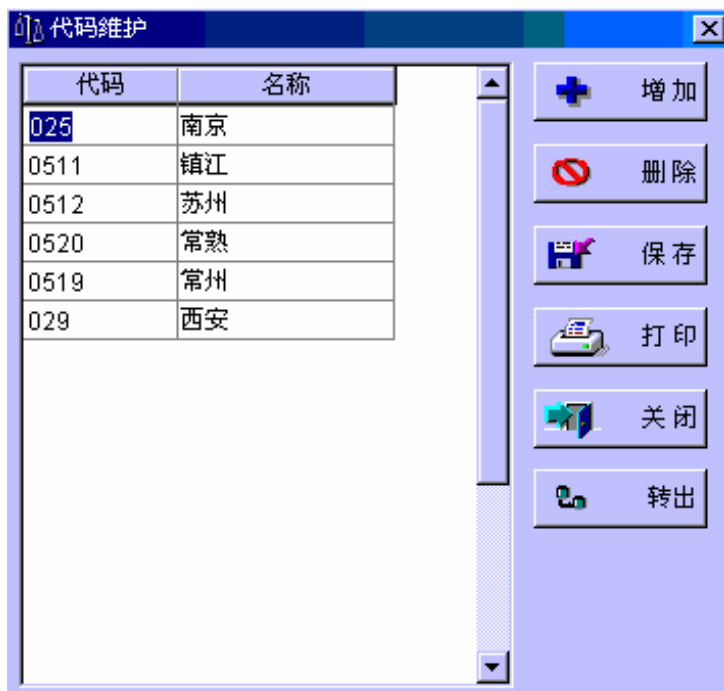 代码维护
代码 名称
025 南京
0511 镇江
0512 苏州
0520 常熟
0519 常州
029 西安
增加
删除
保存
打印
关闭
转出